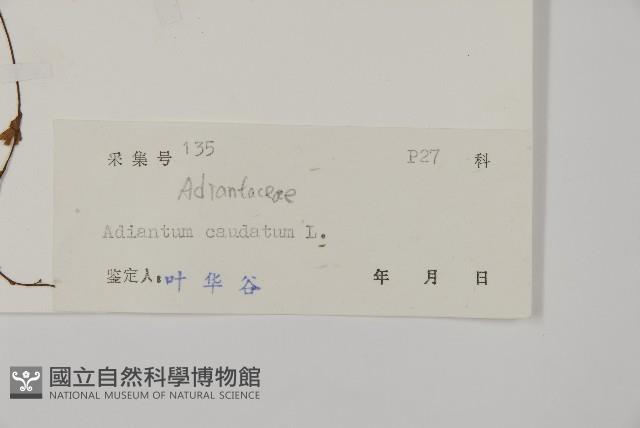 采集号 135 P27 科
Adiantaceae
Adiantum caudatum L.
鉴定人: 叶华谷 年 月 日
國立自然科學博物館
NATIONAL MUSEUM OF NATURAL SCIENCE